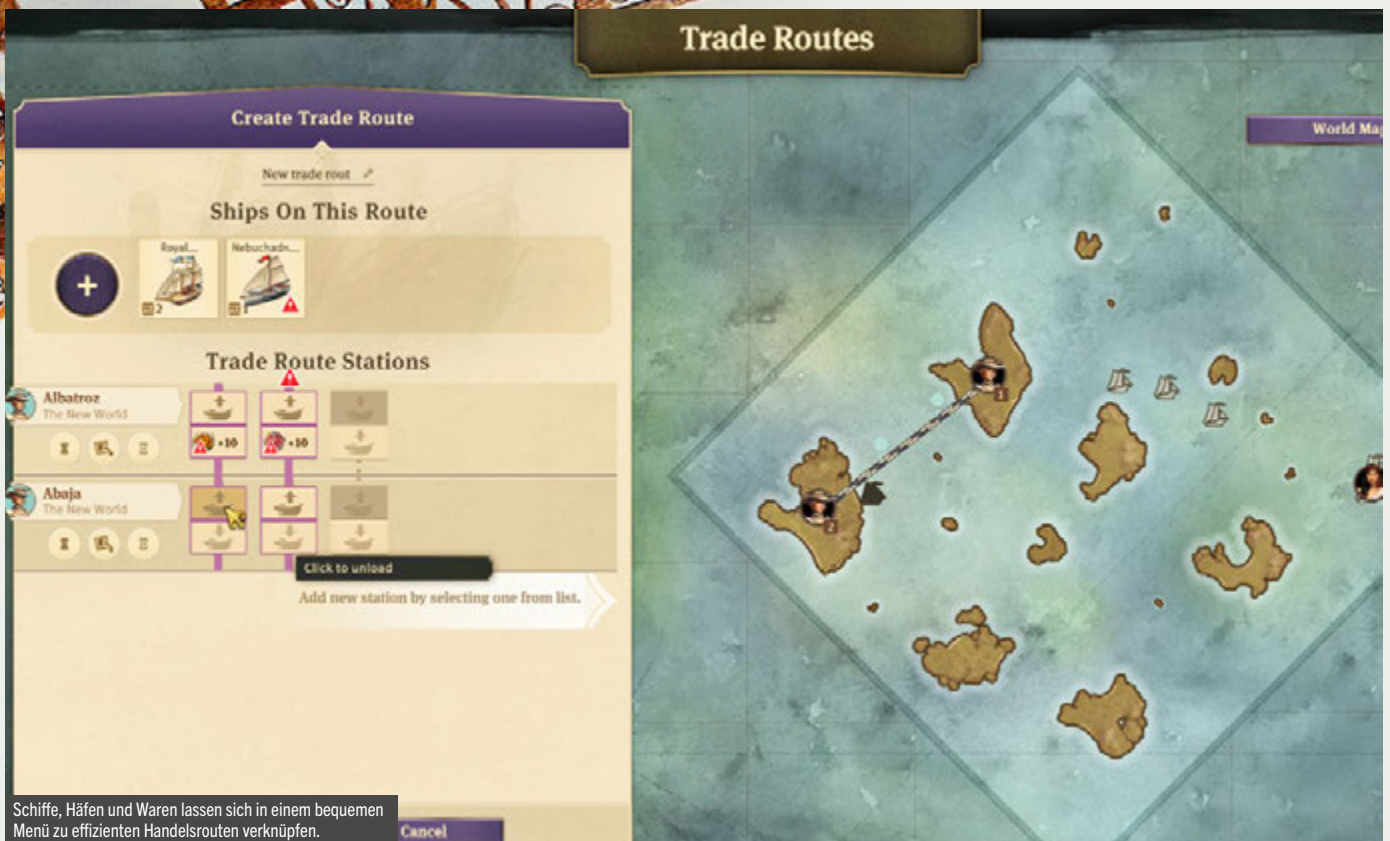 Trade Routes
Create Trade Route
World Map
New trade rout
Ships On This Route
Royal... Nebuchadn...
2 1
Trade Route Stations
Albatroz
The New World
+10 +10
Abaja
The New World
Click to unload
Add new station by selecting one from list.
1
2
Schiffe, Häfen und Waren lassen sich in einem bequemen
Menü zu effizienten Handelsrouten verknüpfen.
Cancel